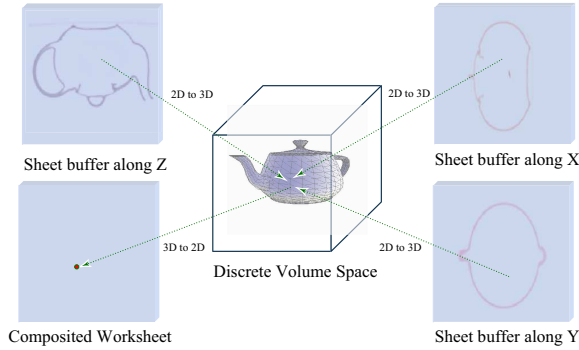 2D to 3D
2D to 3D
Sheet buffer along Z
Sheet buffer along X
3D to 2D
2D to 3D
Discrete Volume Space
Composited Worksheet
Sheet buffer along Y